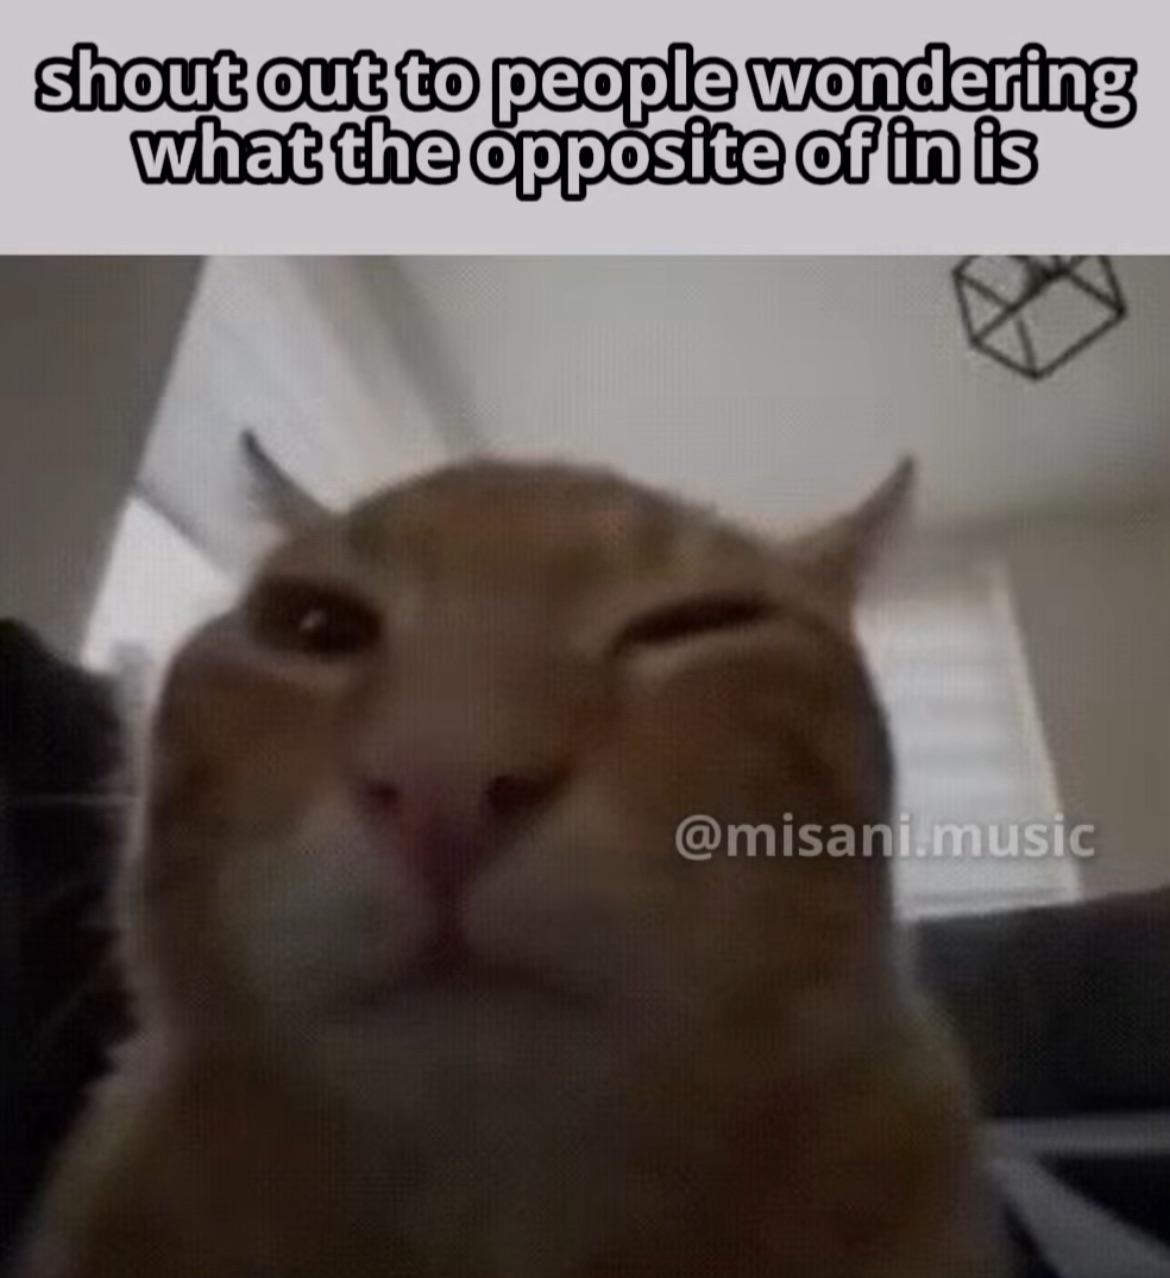 shout out to people wondering
what the opposite of in is
@misani.music